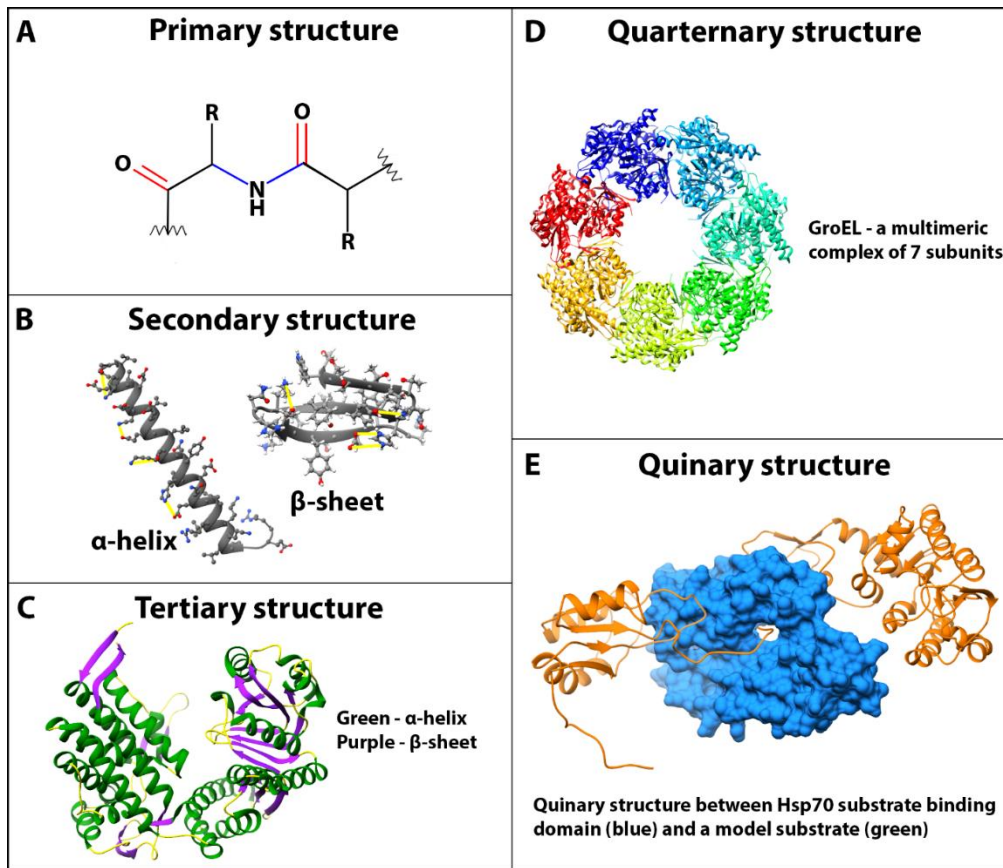 A
Primary structure
R
O
O
N
H
R
B
Secondary structure
α-helix
β-sheet
C
Tertiary structure
Green - α-helix
Purple - β-sheet
D
Quarternary structure
GroEL - a multimeric
complex of 7 subunits
E
Quinary structure
Quinary structure between Hsp70 substrate binding
domain (blue) and a model substrate (green)